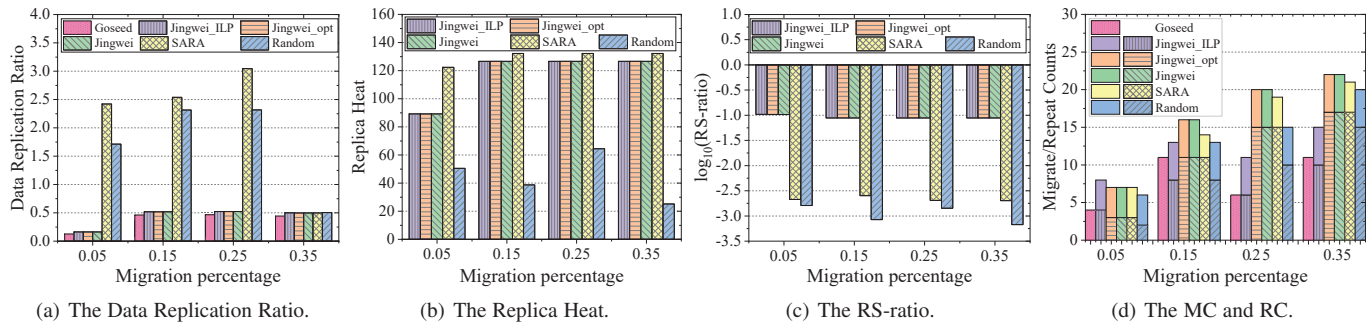 4.0
3.5
3.0
2.5
2.0
1.5
1.0
0.5
0.0
Data Replication Ratio
Goseed Jingwei_ILP Jingwei_opt
Jingwei SARA Random
0.05 0.15 0.25 0.35
Migration percentage
(a) The Data Replication Ratio.
160
140
120
100
80
60
40
20
0
Replica Heat
Jingwei_ILP Jingwei_opt
Jingwei SARA Random
0.05 0.15 0.25 0.35
Migration percentage
(b) The Replica Heat.
1.0
0.5
0.0
-0.5
-1.0
-1.5
-2.0
-2.5
-3.0
-3.5
log10(RS-ratio)
Jingwei_ILP Jingwei_opt
Jingwei SARA Random
0.05 0.15 0.25 0.35
Migration percentage
(c) The RS-ratio.
30
25
20
15
10
5
0
Migrate/Repeat Counts
Goseed
Jingwei_ILP
Jingwei_opt
Jingwei
SARA
Random
0.05 0.15 0.25 0.35
Migration percentage
(d) The MC and RC.